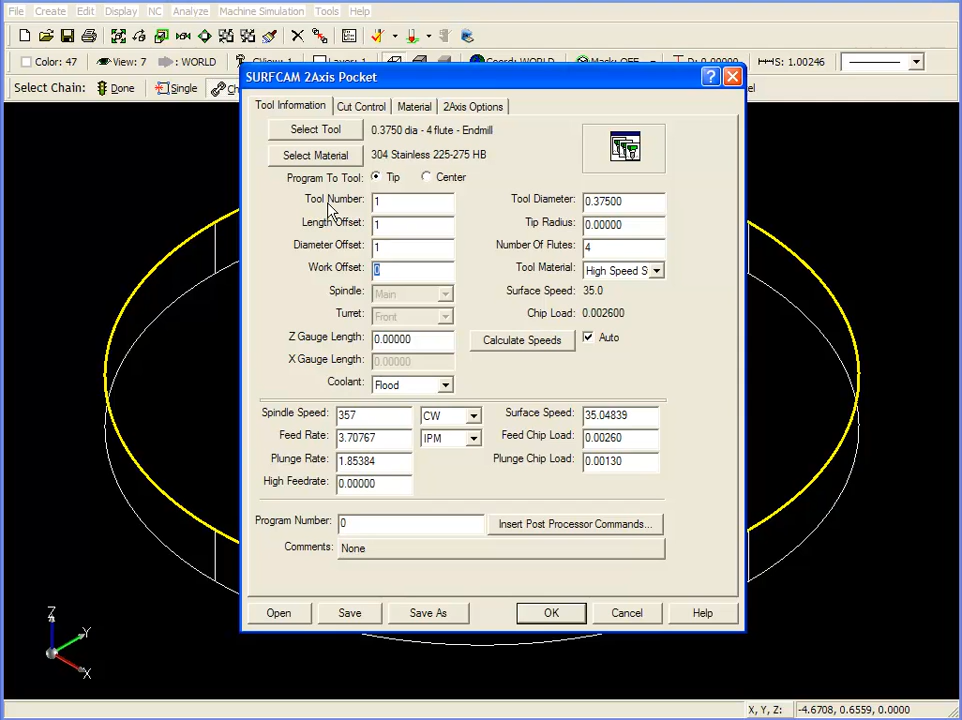 File Create Edit Display NC Analyze Machine Simulation Tools Help
Color: 47 View: 7 : WORLD
:S: 1.00246
Select Chain: Done Single
SURFCAM 2Axis Pocket
Tool Information Cut Control Material 2Axis Options
Select Tool 0.3750 dia - 4 flute - Endmill
Select Material 304 Stainless 225-275 HB
Program To Tool: Tip Center
Tool Number: 1 Tool Diameter: 0.37500
Length Offset: 1 Tip Radius: 0.00000
Diameter Offset: 1 Number Of Flutes: 4
Work Offset: 0 Tool Material: High Speed S
Spindle: Main Surface Speed: 35.0
Turret: Front Chip Load: 0.002600
Z Gauge Length: 0.00000 Calculate Speeds Auto
X Gauge Length: 0.00000
Coolant: Flood
Spindle Speed: 357 CW Surface Speed: 35.04839
Feed Rate: 3.70767 IPM Feed Chip Load: 0.00260
Plunge Rate: 1.85384 Plunge Chip Load: 0.00130
High Feedrate: 0.00000
Program Number: 0 Insert Post Processor Commands...
Comments: None
Open Save Save As OK Cancel Help
Z
Y
X
X, Y, Z: -4.6708, 0.6559, 0.0000